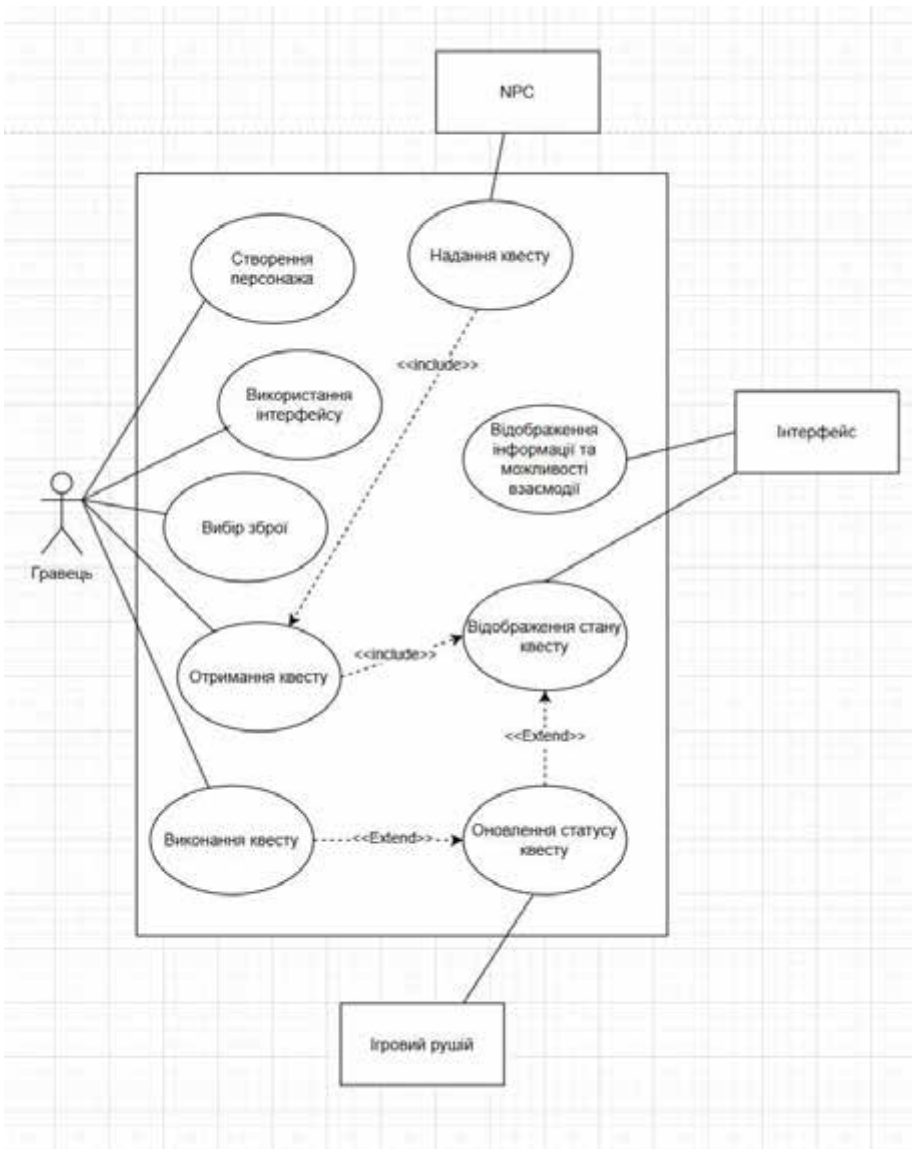 NPC
Створення
персонажа
Надання квесту
<<include>>
Використання
інтерфейсу
Відображення
інформації та
можливості
взаємодії
Інтерфейс
Вибір зброї
Гравець
Отримання квесту
<<include>>
Відображення стану
квесту
<<Extend>>
Виконання квесту
<<Extend>>
Оновлення статусу
квесту
Ігровий рушій